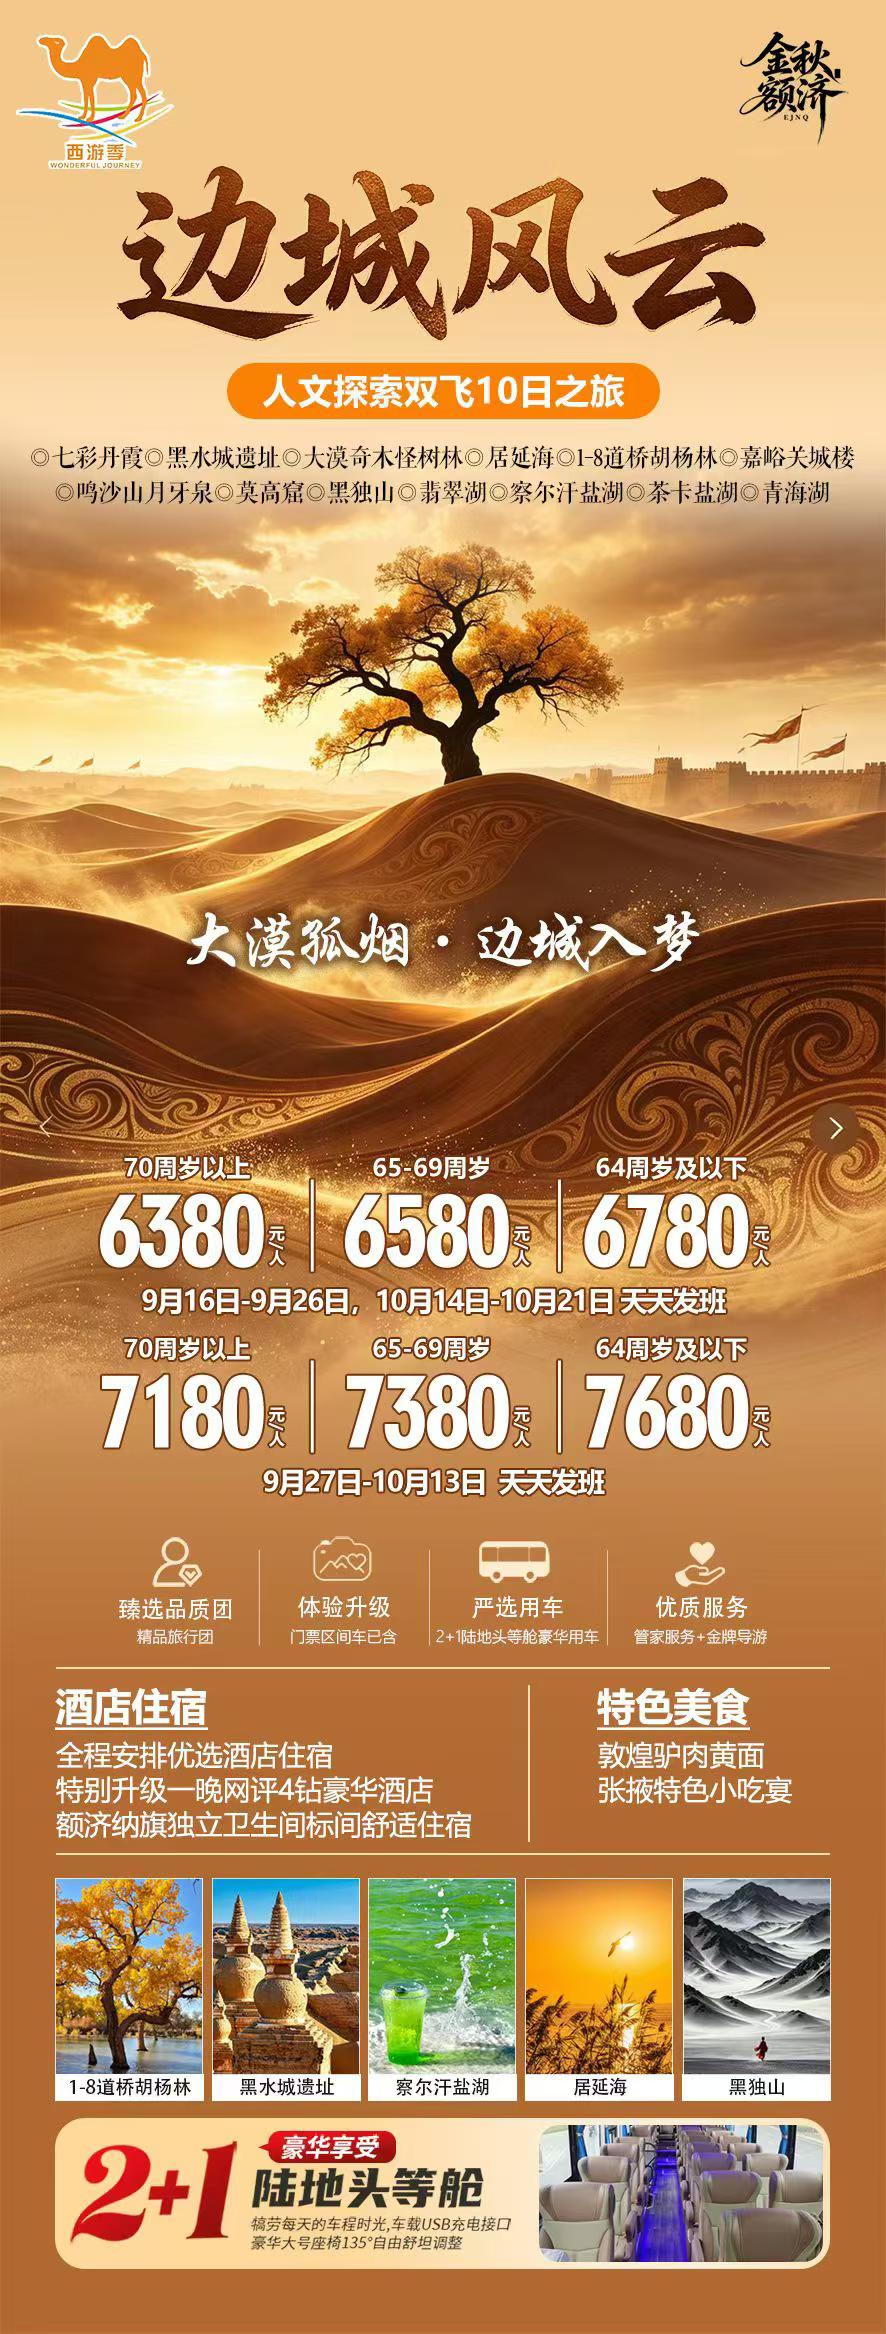 西游季
WONDERFUL JOURNEY
金秋
额济
EJNQ
边城风云
人文探索双飞10日之旅
◎七彩丹霞◎黑水城遗址◎大漠奇木怪树林◎居延海◎1-8道桥胡杨林◎嘉峪关城楼
◎鸣沙山月牙泉◎莫高窟◎黑独山◎翡翠湖◎察尔汗盐湖◎茶卡盐湖◎青海湖
大漠孤烟·边城入梦
70周岁以上 65-69周岁 64周岁及以下
6380元/人 6580元/人 6780元/人
9月16日-9月26日，10月14日-10月21日 天天发班
70周岁以上 65-69周岁 64周岁及以下
7180元/人 7380元/人 7680元/人
9月27日-10月13日 天天发班
臻选品质团 体验升级 严选用车 优质服务
精品旅行团 门票区间车已含 2+1陆地头等舱豪华用车 管家服务+金牌导游
酒店住宿
全程安排优选酒店住宿
特别升级一晚网评4钻豪华酒店
额济纳旗独立卫生间标间舒适住宿
特色美食
敦煌驴肉黄面
张掖特色小吃宴
1-8道桥胡杨林 黑水城遗址 察尔汗盐湖 居延海 黑独山
2+1
豪华享受
陆地头等舱
犒劳每天的车程时光,车载USB充电接口
豪华大号座椅135°自由舒坦调整